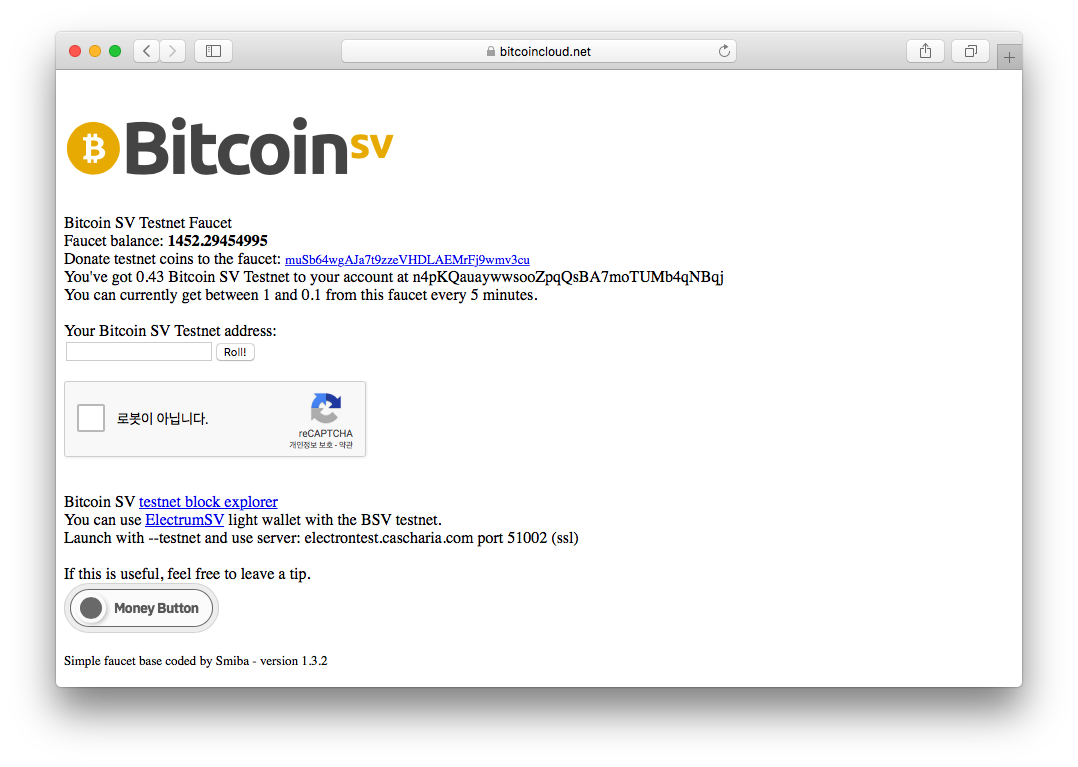 bitcoincloud.net
Bitcoin SV
Bitcoin SV Testnet Faucet
Faucet balance: 1452.29454995
Donate testnet coins to the faucet: muSb64wgAJa7t9zzeVHDLAEMrFj9wmv3cu
You've got 0.43 Bitcoin SV Testnet to your account at n4pKQauaywwsooZpqQsBA7moTUMb4qNBqj
You can currently get between 1 and 0.1 from this faucet every 5 minutes.
Your Bitcoin SV Testnet address:
Roll!
로봇이 아닙니다.
reCAPTCHA
개인정보 보호 - 약관
Bitcoin SV testnet block explorer
You can use ElectrumSV light wallet with the BSV testnet.
Launch with --testnet and use server: electrontest.cascharia.com port 51002 (ssl)
If this is useful, feel free to leave a tip.
Money Button
Simple faucet base coded by Smiba - version 1.3.2